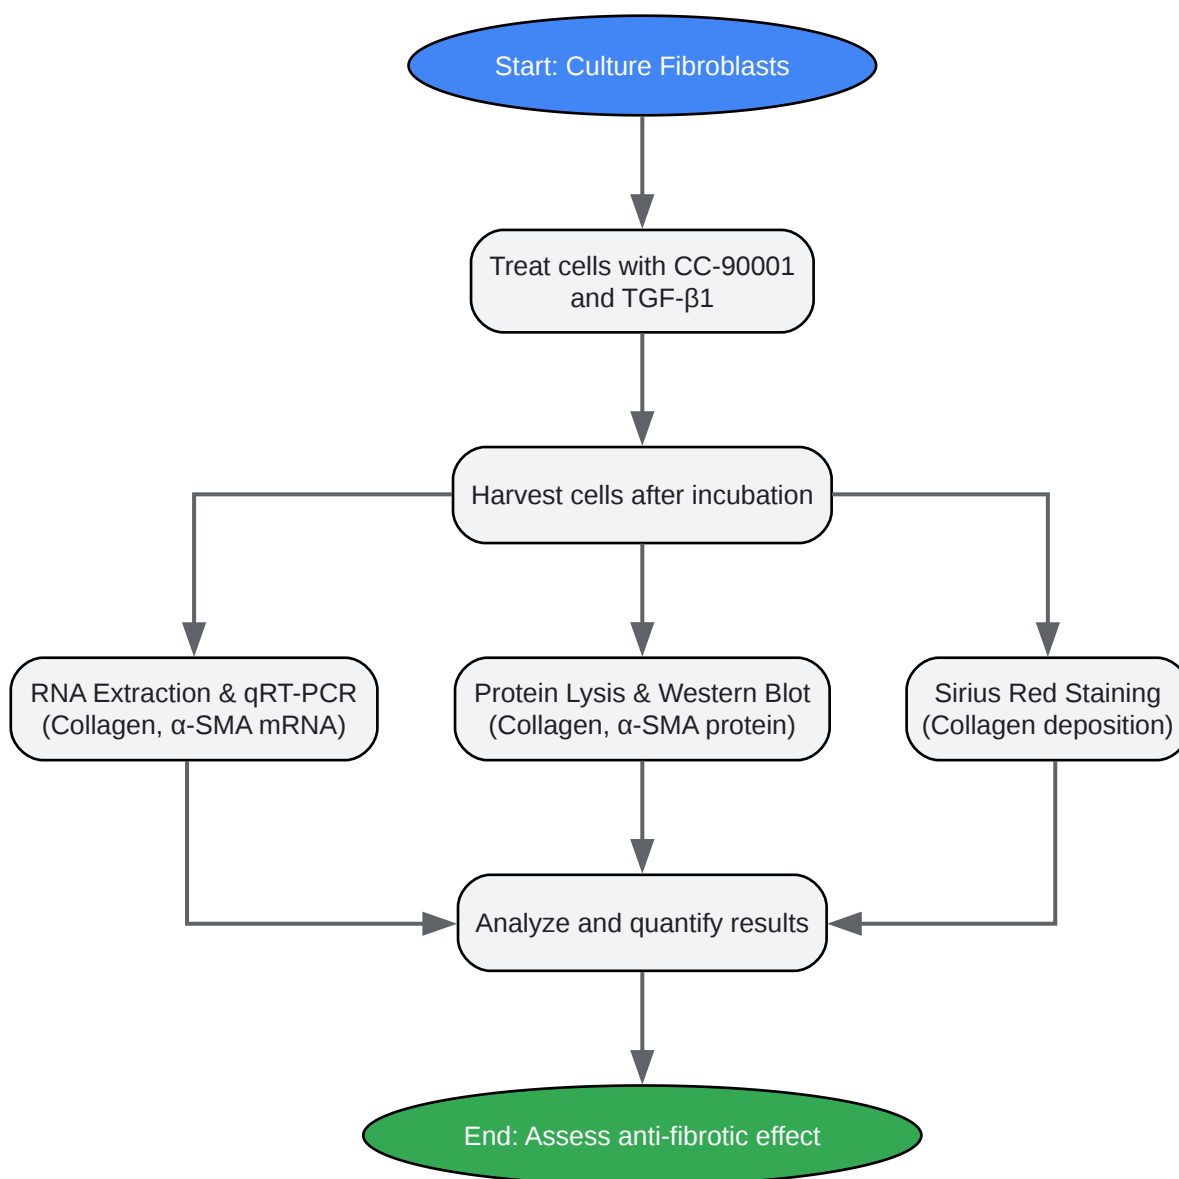 Start: Culture Fibroblasts
Treat cells with CC-90001
and TGF-β1
Harvest cells after incubation
RNA Extraction & qRT-PCR
(Collagen, α-SMA mRNA)
Protein Lysis & Western Blot
(Collagen, α-SMA protein)
Sirius Red Staining
(Collagen deposition)
Analyze and quantify results
End: Assess anti-fibrotic effect